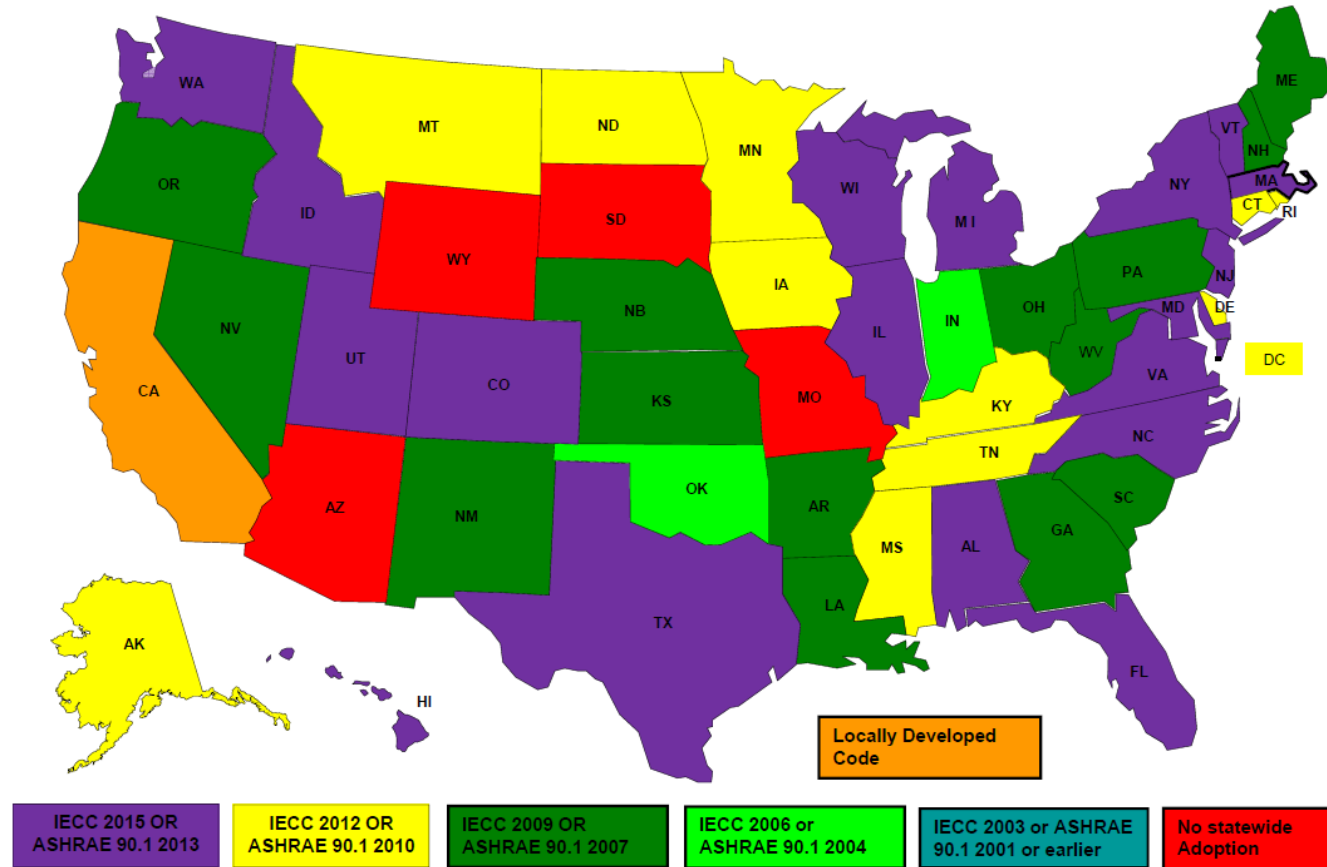 WA
MT
ND
MN
ME
VT
NH
OR
ID
WI
MI
NY
MA
CT
RI
SD
WY
IA
PA
NJ
NB
OH
MD
DE
NV
UT
CO
IL
IN
WV
VA
DC
CA
KS
MO
KY
NC
TN
OK
AR
SC
AZ
NM
MS
AL
GA
LA
TX
AK
FL
HI
Locally Developed
Code
IECC 2015 OR
ASHRAE 90.1 2013
IECC 2012 OR
ASHRAE 90.1 2010
IECC 2009 OR
ASHRAE 90.1 2007
IECC 2006 or
ASHRAE 90.1 2004
IECC 2003 or ASHRAE
90.1 2001 or earlier
No statewide
Adoption